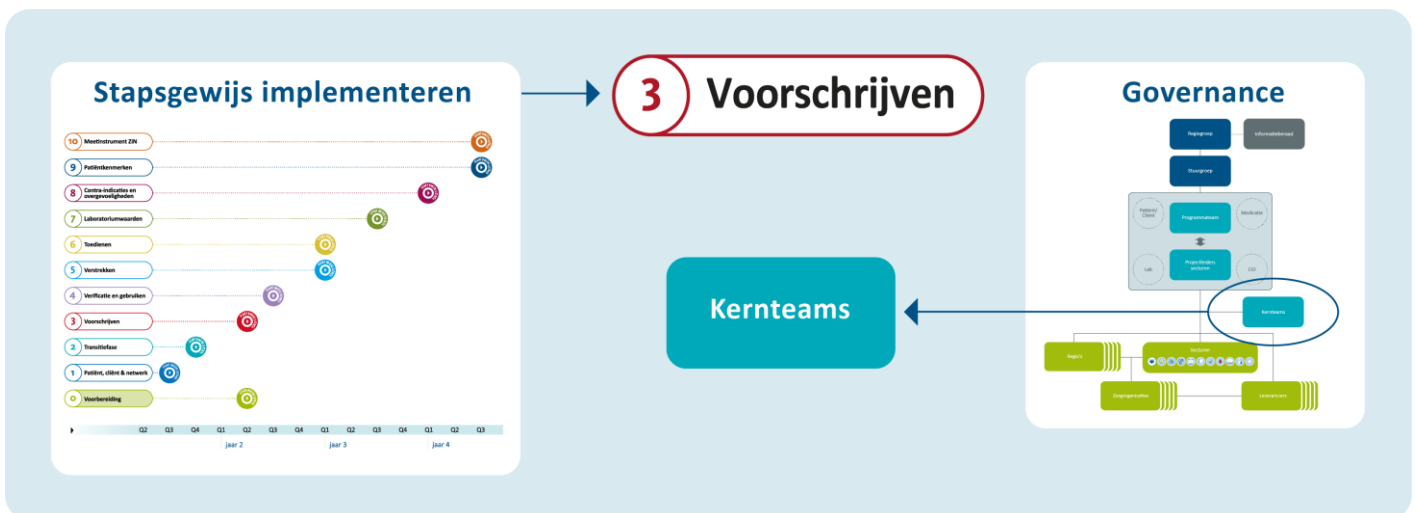 Stapsgewijs implementeren
10 Meetinstrument ZIN
9 Patiëntkenmerken
8 Contra-indicaties en
overgevoeligheden
7 Laboratoriumwaarden
6 Toedienen
5 Verstrekken
4 Verificatie en gebruiken
3 Voorschrijven
2 Transitiefase
1 Patiënt, cliënt & netwerk
0 Voorbereiding
Q2 Q3 Q4 Q1 Q2 Q3 Q4 Q1 Q2 Q3 Q4 Q1 Q2 Q3
jaar 2 jaar 3 jaar 4
3 Voorschrijven
Kernteams
Governance
Regiegroep
Informatieberaad
Stuurgroep
Patiënt/
Cliënt
Programmateam
Medicatie
Lab
Projectleiders
sectoren
Kernteams
Regio's
Sectoren
Zorgorganisaties
Leveranciers